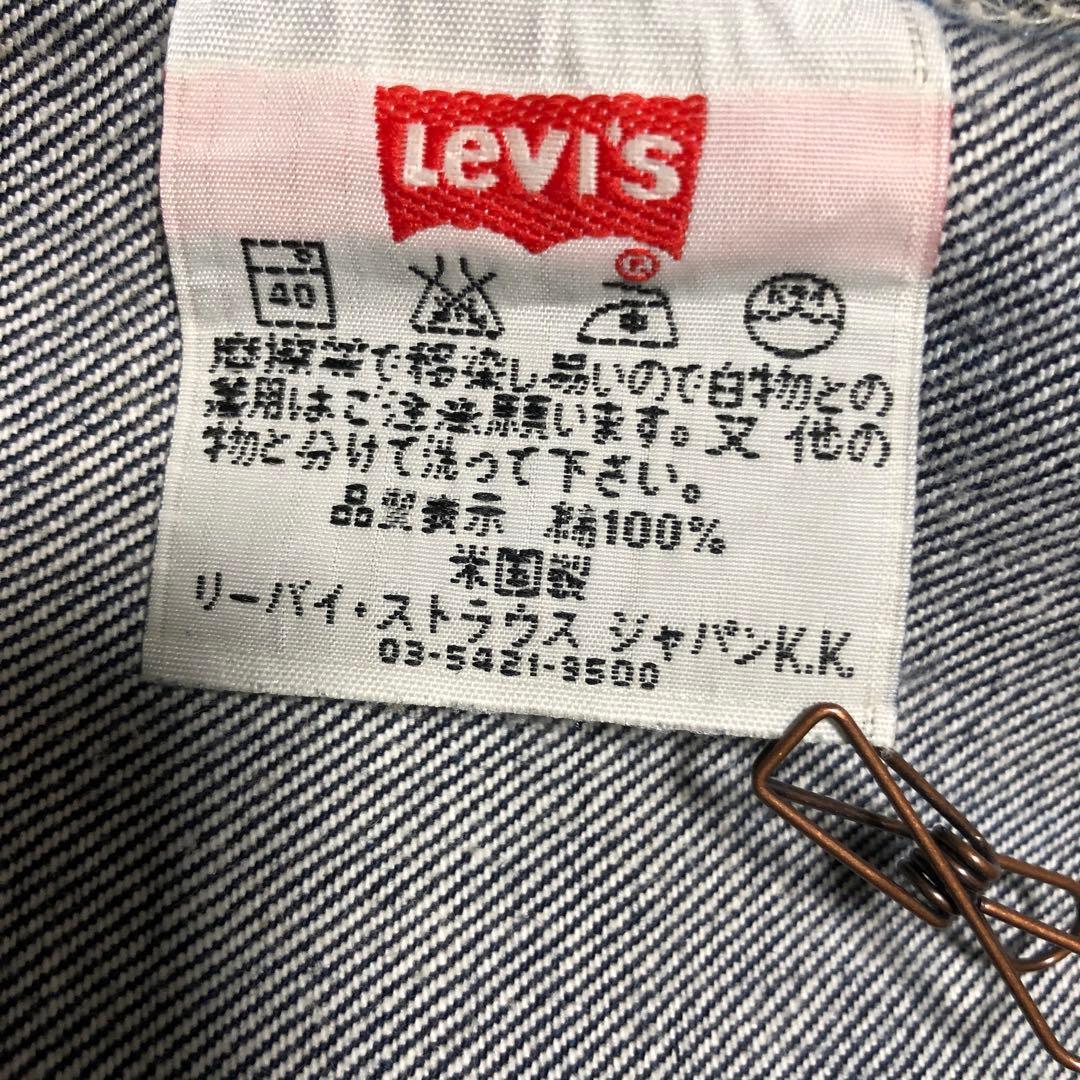 Levi's
®
40
摩擦等で移染し易いので白物との
着用はご注意願います。又 他の
物と分けて洗って下さい。
品質表示 綿100%
米国製
リーバイ・ストラウス ジャパンK.K.
03-5421-3500